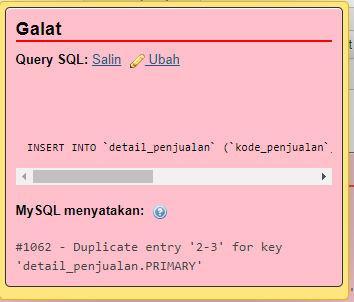 Galat
Query SQL: Salin Ubah
INSERT INTO `detail_penjualan` (`kode_penjualan`,
MySQL menyatakan:
#1062 - Duplicate entry '2-3' for key
'detail_penjualan.PRIMARY'